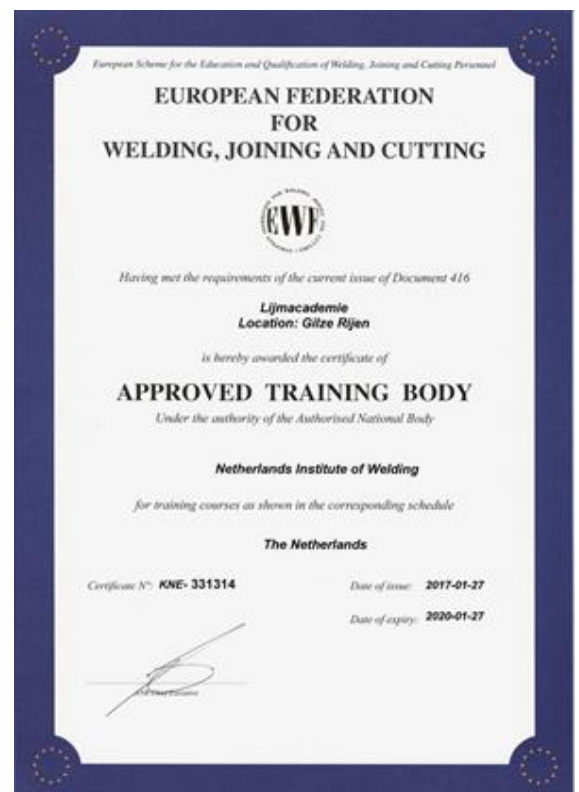 European Scheme for the Education and Qualification of Welding, Joining and Cutting Personnel
EUROPEAN FEDERATION
FOR
WELDING, JOINING AND CUTTING
EWF
Having met the requirements of the current issue of Document 416
Lijmacademie
Location: Gilze Rijen
is hereby awarded the certificate of
APPROVED TRAINING BODY
Under the authority of the Authorised National Body
Netherlands Institute of Welding
for training courses as shown in the corresponding schedule
The Netherlands
Certificate Nº: KNE- 331314
Date of issue: 2017-01-27
Date of expiry: 2020-01-27
Executive